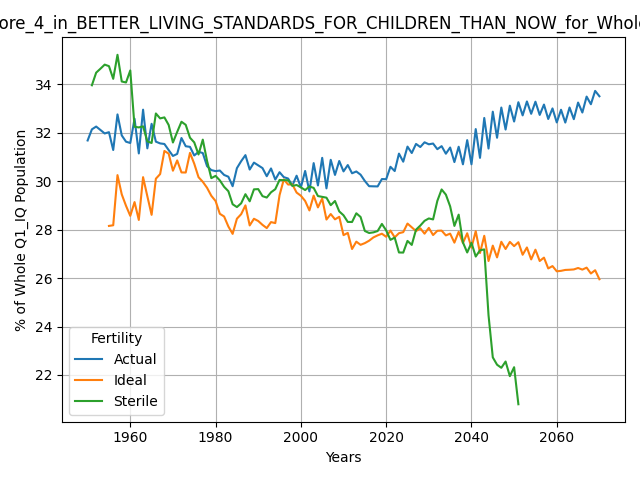 ore_4_in_BETTER_LIVING_STANDARDS_FOR_CHILDREN_THAN_NOW_for_Whole
% of Whole Q1_IQ Population
34
32
30
28
26
24
22
Fertility
Actual
Ideal
Sterile
1960 1980 2000 2020 2040 2060
Years